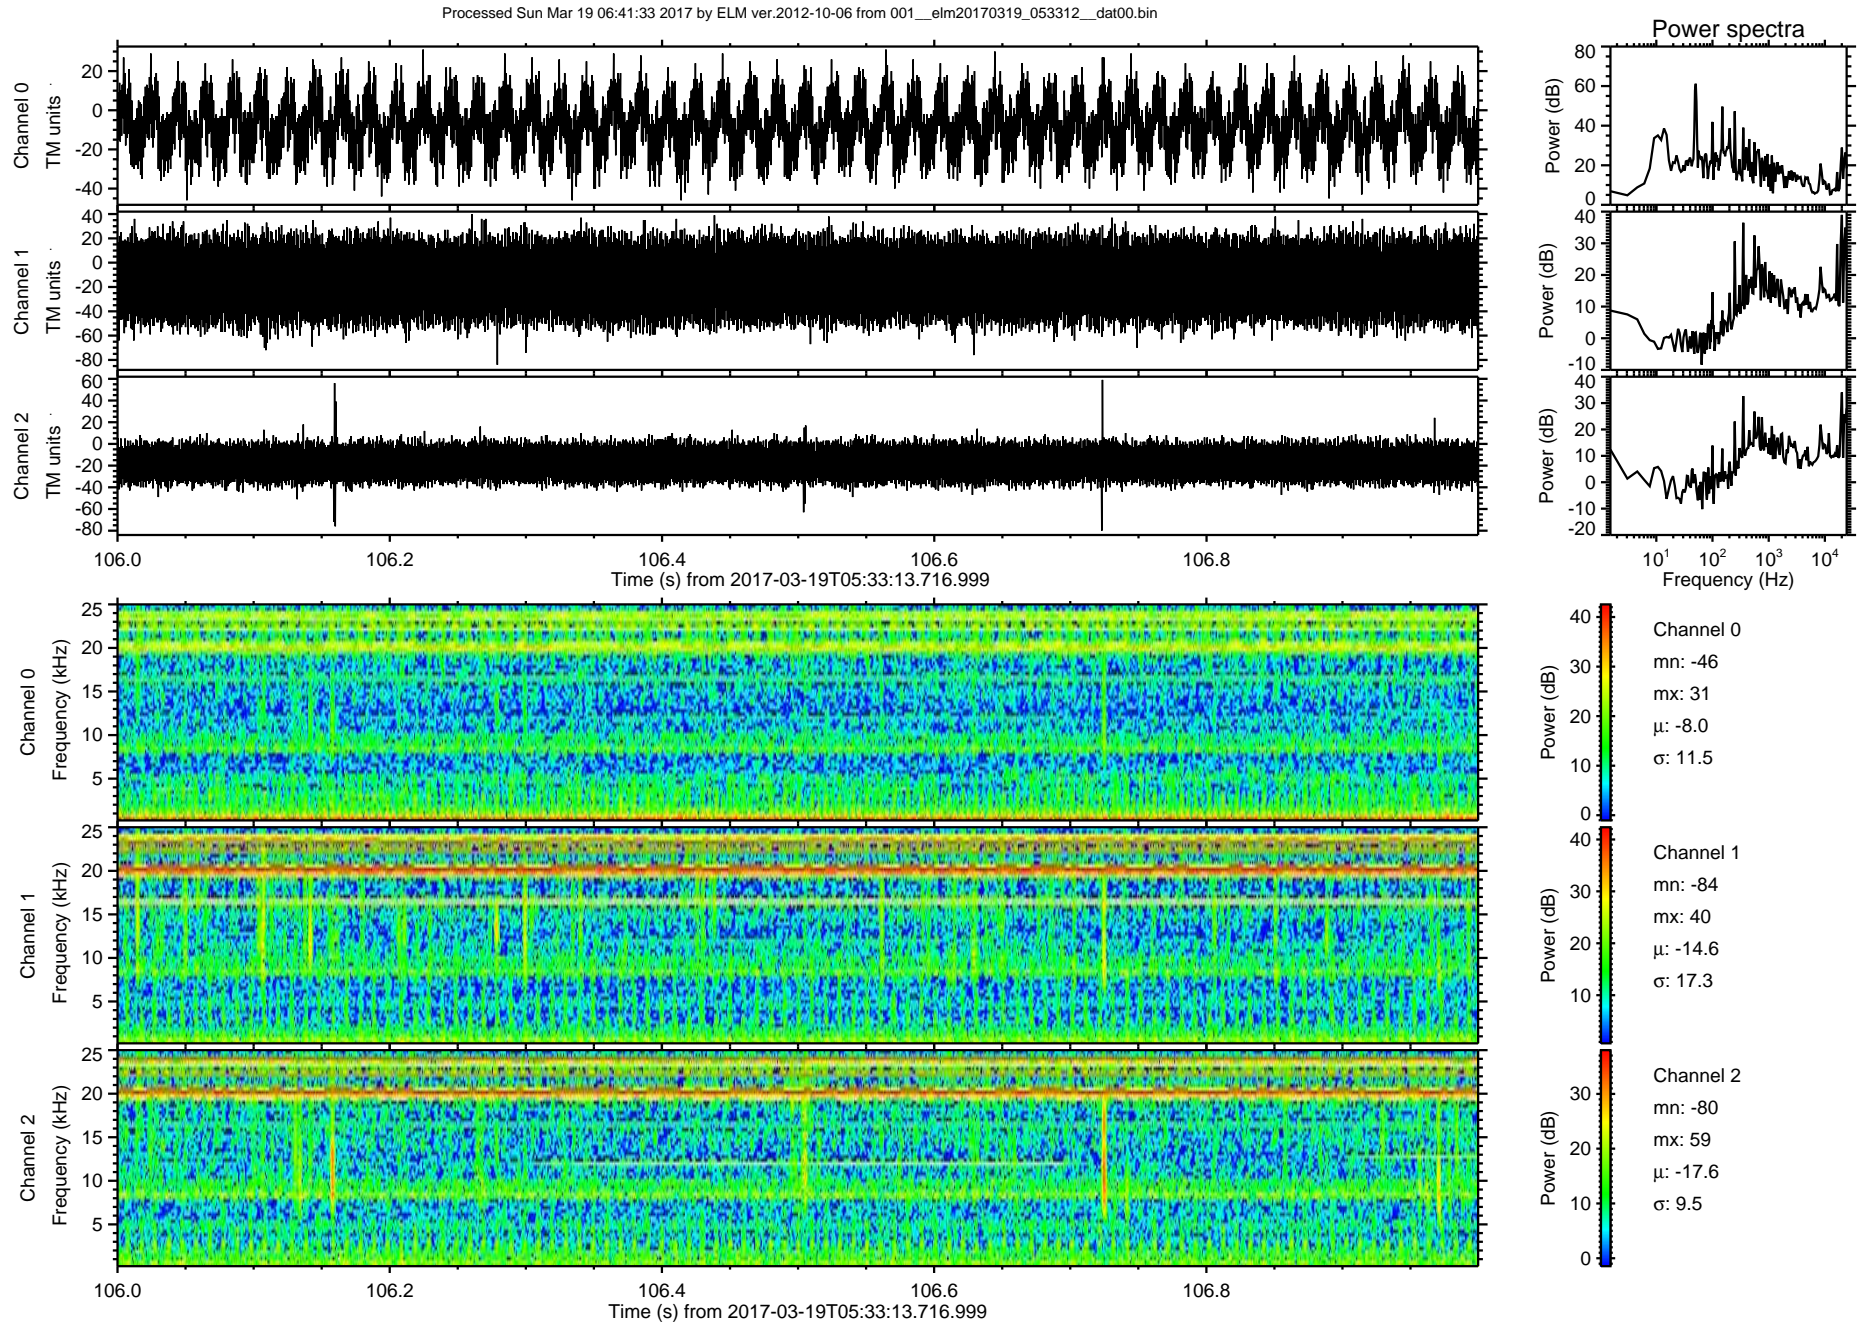 Processed Sun Mar 19 06:41:33 2017 by ELM ver.2012-10-06 from 001__elm20170319_053312__dat00.bin
Power spectra
Channel 0
TM units
20
0
-20
-40
Power (dB)
80
60
40
20
0
Channel 1
TM units
40
20
0
-20
-40
-60
-80
Power (dB)
40
30
20
10
0
-10
Channel 2
TM units
60
40
20
0
-20
-40
-60
-80
Power (dB)
40
30
20
10
0
-10
-20
106.0 106.2 106.4 106.6 106.8
Time (s) from 2017-03-19T05:33:13.716.999
10¹ 10² 10³ 10⁴
Frequency (Hz)
Channel 0
Frequency (kHz)
25
20
15
10
5
Power (dB)
40
30
20
10
0
Channel 0
mn: -46
mx: 31
μ: -8.0
σ: 11.5
Channel 1
Frequency (kHz)
25
20
15
10
5
Power (dB)
40
30
20
10
Channel 1
mn: -84
mx: 40
μ: -14.6
σ: 17.3
Channel 2
Frequency (kHz)
25
20
15
10
5
Power (dB)
30
20
10
0
Channel 2
mn: -80
mx: 59
μ: -17.6
σ: 9.5
106.0 106.2 106.4 106.6 106.8
Time (s) from 2017-03-19T05:33:13.716.999